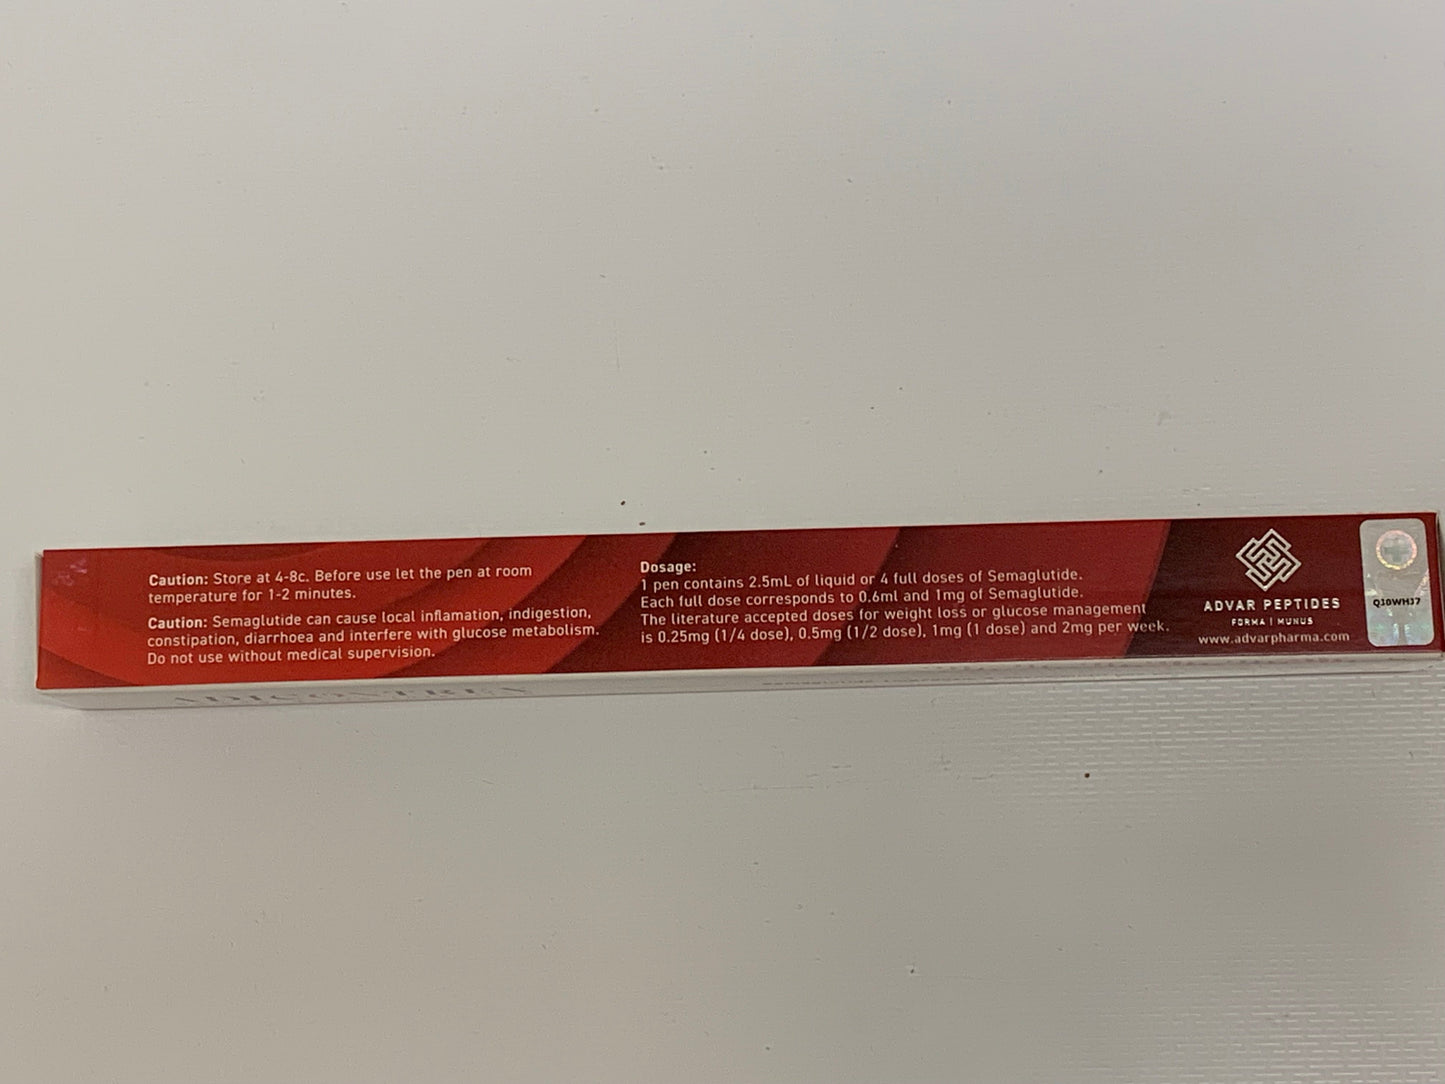 Caution: Store at 4-8c. Before use let the pen at room
temperature for 1-2 minutes.
Caution: Semaglutide can cause local inflamation, indigestion,
constipation, diarrhoea and interfere with glucose metabolism.
Do not use without medical supervision.
Dosage:
1 pen contains 2.5mL of liquid or 4 full doses of Semaglutide.
Each full dose corresponds to 0.6ml and 1mg of Semaglutide.
The literature accepted doses for weight loss or glucose management
is 0.25mg (1/4 dose), 0.5mg (1/2 dose), 1mg (1 dose) and 2mg per week.
ADVAR PEPTIDES
FORMA | MUNUS
www.advarpharma.com